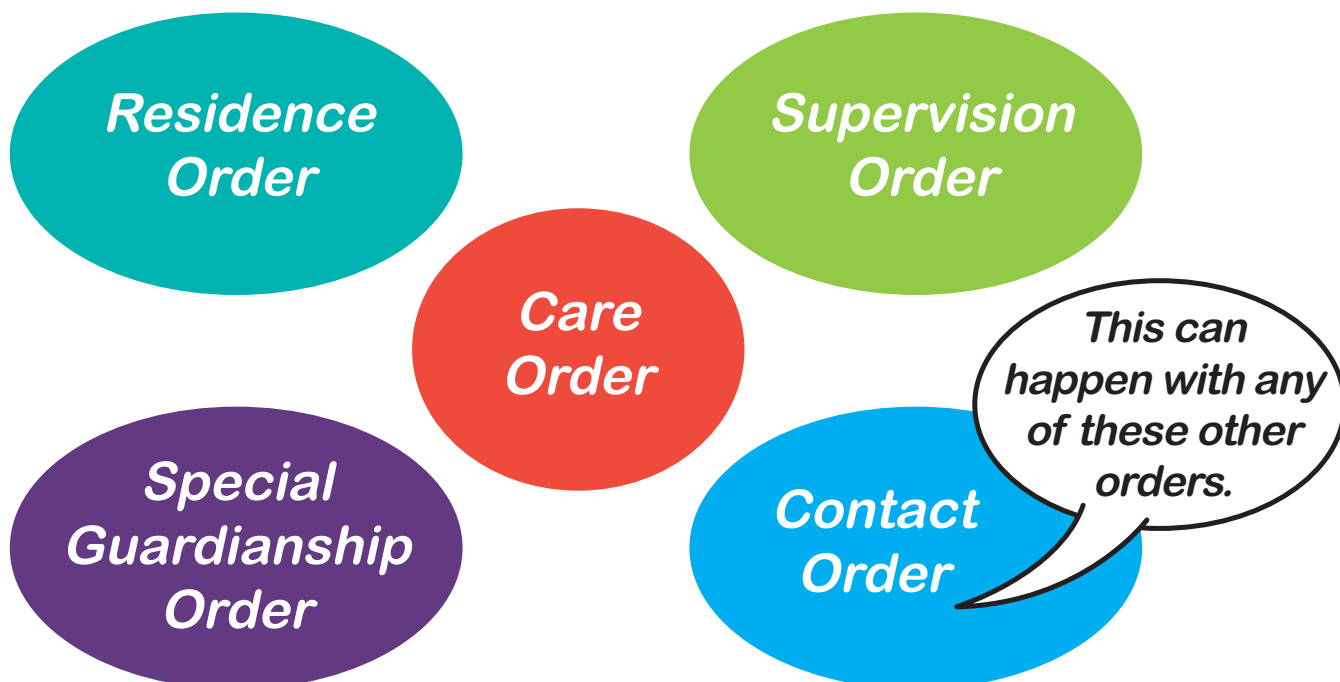 Residence
Order
Supervision
Order
Care
Order
This can
happen with any
of these other
orders.
Special
Guardianship
Order
Contact
Order